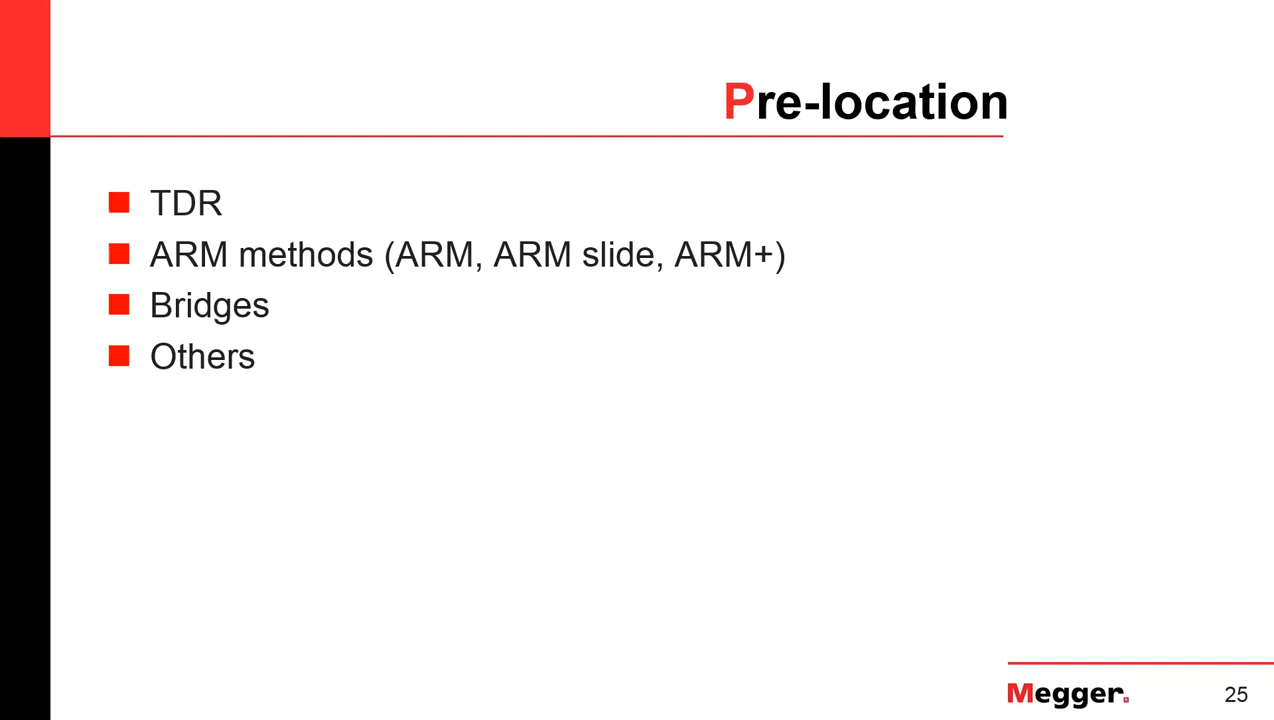 Pre-location
TDR
ARM methods (ARM, ARM slide, ARM+)
Bridges
Others
Megger.
25